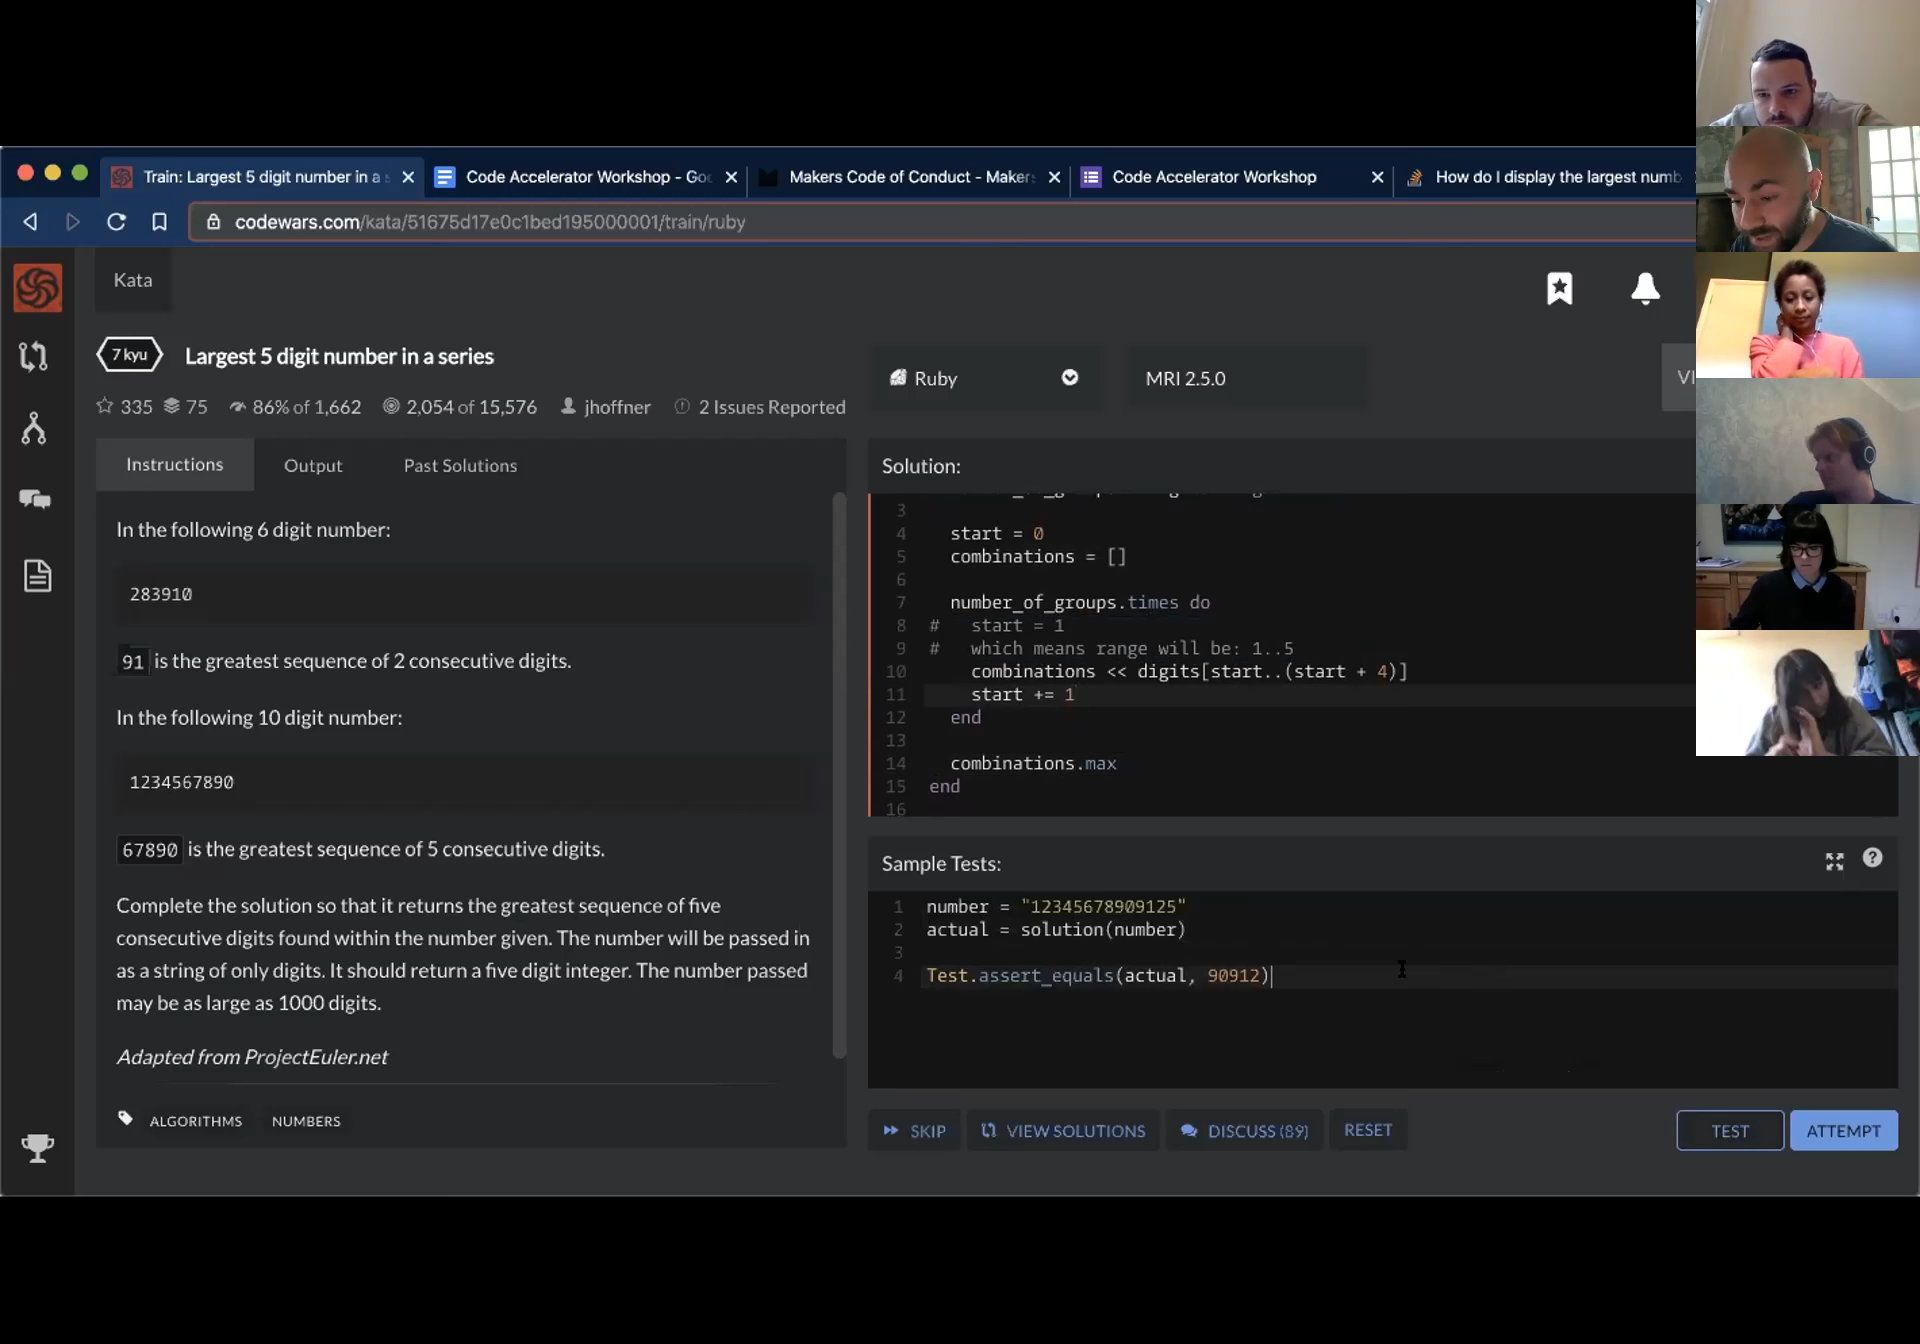 Train: Largest 5 digit number in a
Code Accelerator Workshop - Goo
Makers Code of Conduct - Makers
Code Accelerator Workshop
How do I display the largest numb
codewars.com/kata/51675d17e0c1bed195000001/train/ruby
Kata
7 kyu
Largest 5 digit number in a series
335 75 86% of 1,662 2,054 of 15,576 jhoffner 2 Issues Reported
Ruby
MRI 2.5.0
VI
Instructions
Output
Past Solutions
In the following 6 digit number:
283910
91 is the greatest sequence of 2 consecutive digits.
In the following 10 digit number:
1234567890
67890 is the greatest sequence of 5 consecutive digits.
Complete the solution so that it returns the greatest sequence of five
consecutive digits found within the number given. The number will be passed in
as a string of only digits. It should return a five digit integer. The number passed
may be as large as 1000 digits.
Adapted from ProjectEuler.net
ALGORITHMS NUMBERS
Solution:
3
4 start = 0
5 combinations = []
6
7 number_of_groups.times do
8 # start = 1
9 # which means range will be: 1..5
10 combinations << digits[start..(start + 4)]
11 start += 1
12 end
13
14 combinations.max
15 end
16
Sample Tests:
1 number = "12345678909125"
2 actual = solution(number)
3
4 Test.assert_equals(actual, 90912)
SKIP
VIEW SOLUTIONS
DISCUSS (89)
RESET
TEST
ATTEMPT